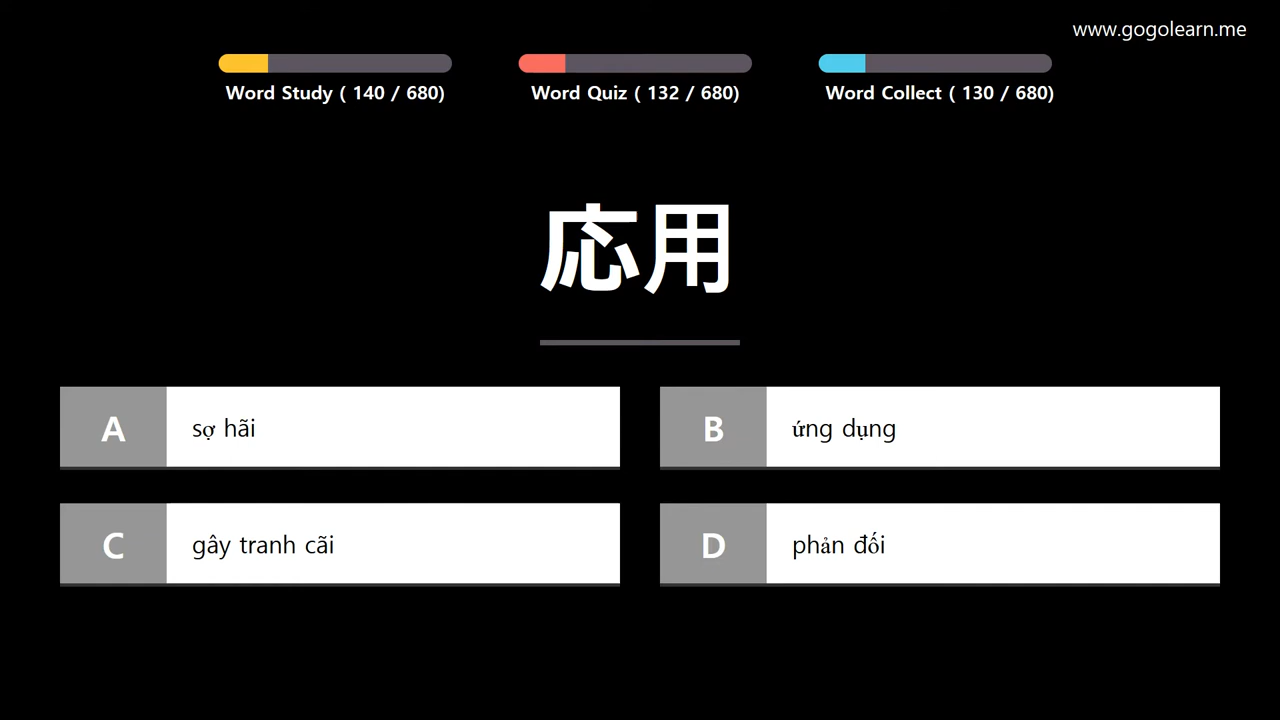 www.gogolearn.me
Word Study ( 140 / 680)
Word Quiz ( 132 / 680)
Word Collect ( 130 / 680)
応用
A sợ hãi
B ứng dụng
C gây tranh cãi
D phản đối